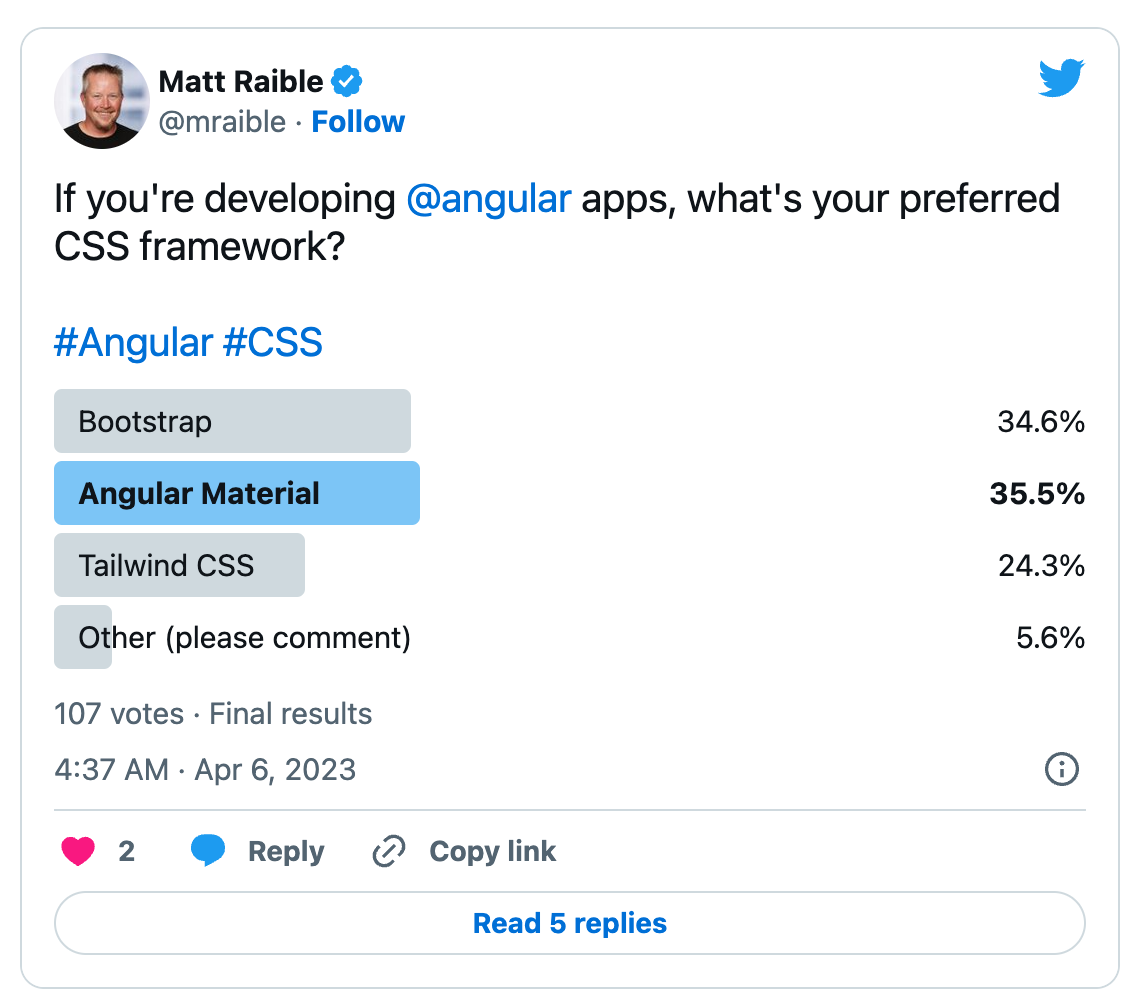 Matt Raible
@mraible · Follow
If you're developing @angular apps, what's your preferred
CSS framework?
#Angular #CSS
Bootstrap 34.6%
Angular Material 35.5%
Tailwind CSS 24.3%
Other (please comment) 5.6%
107 votes · Final results
4:37 AM · Apr 6, 2023
2 Reply Copy link
Read 5 replies